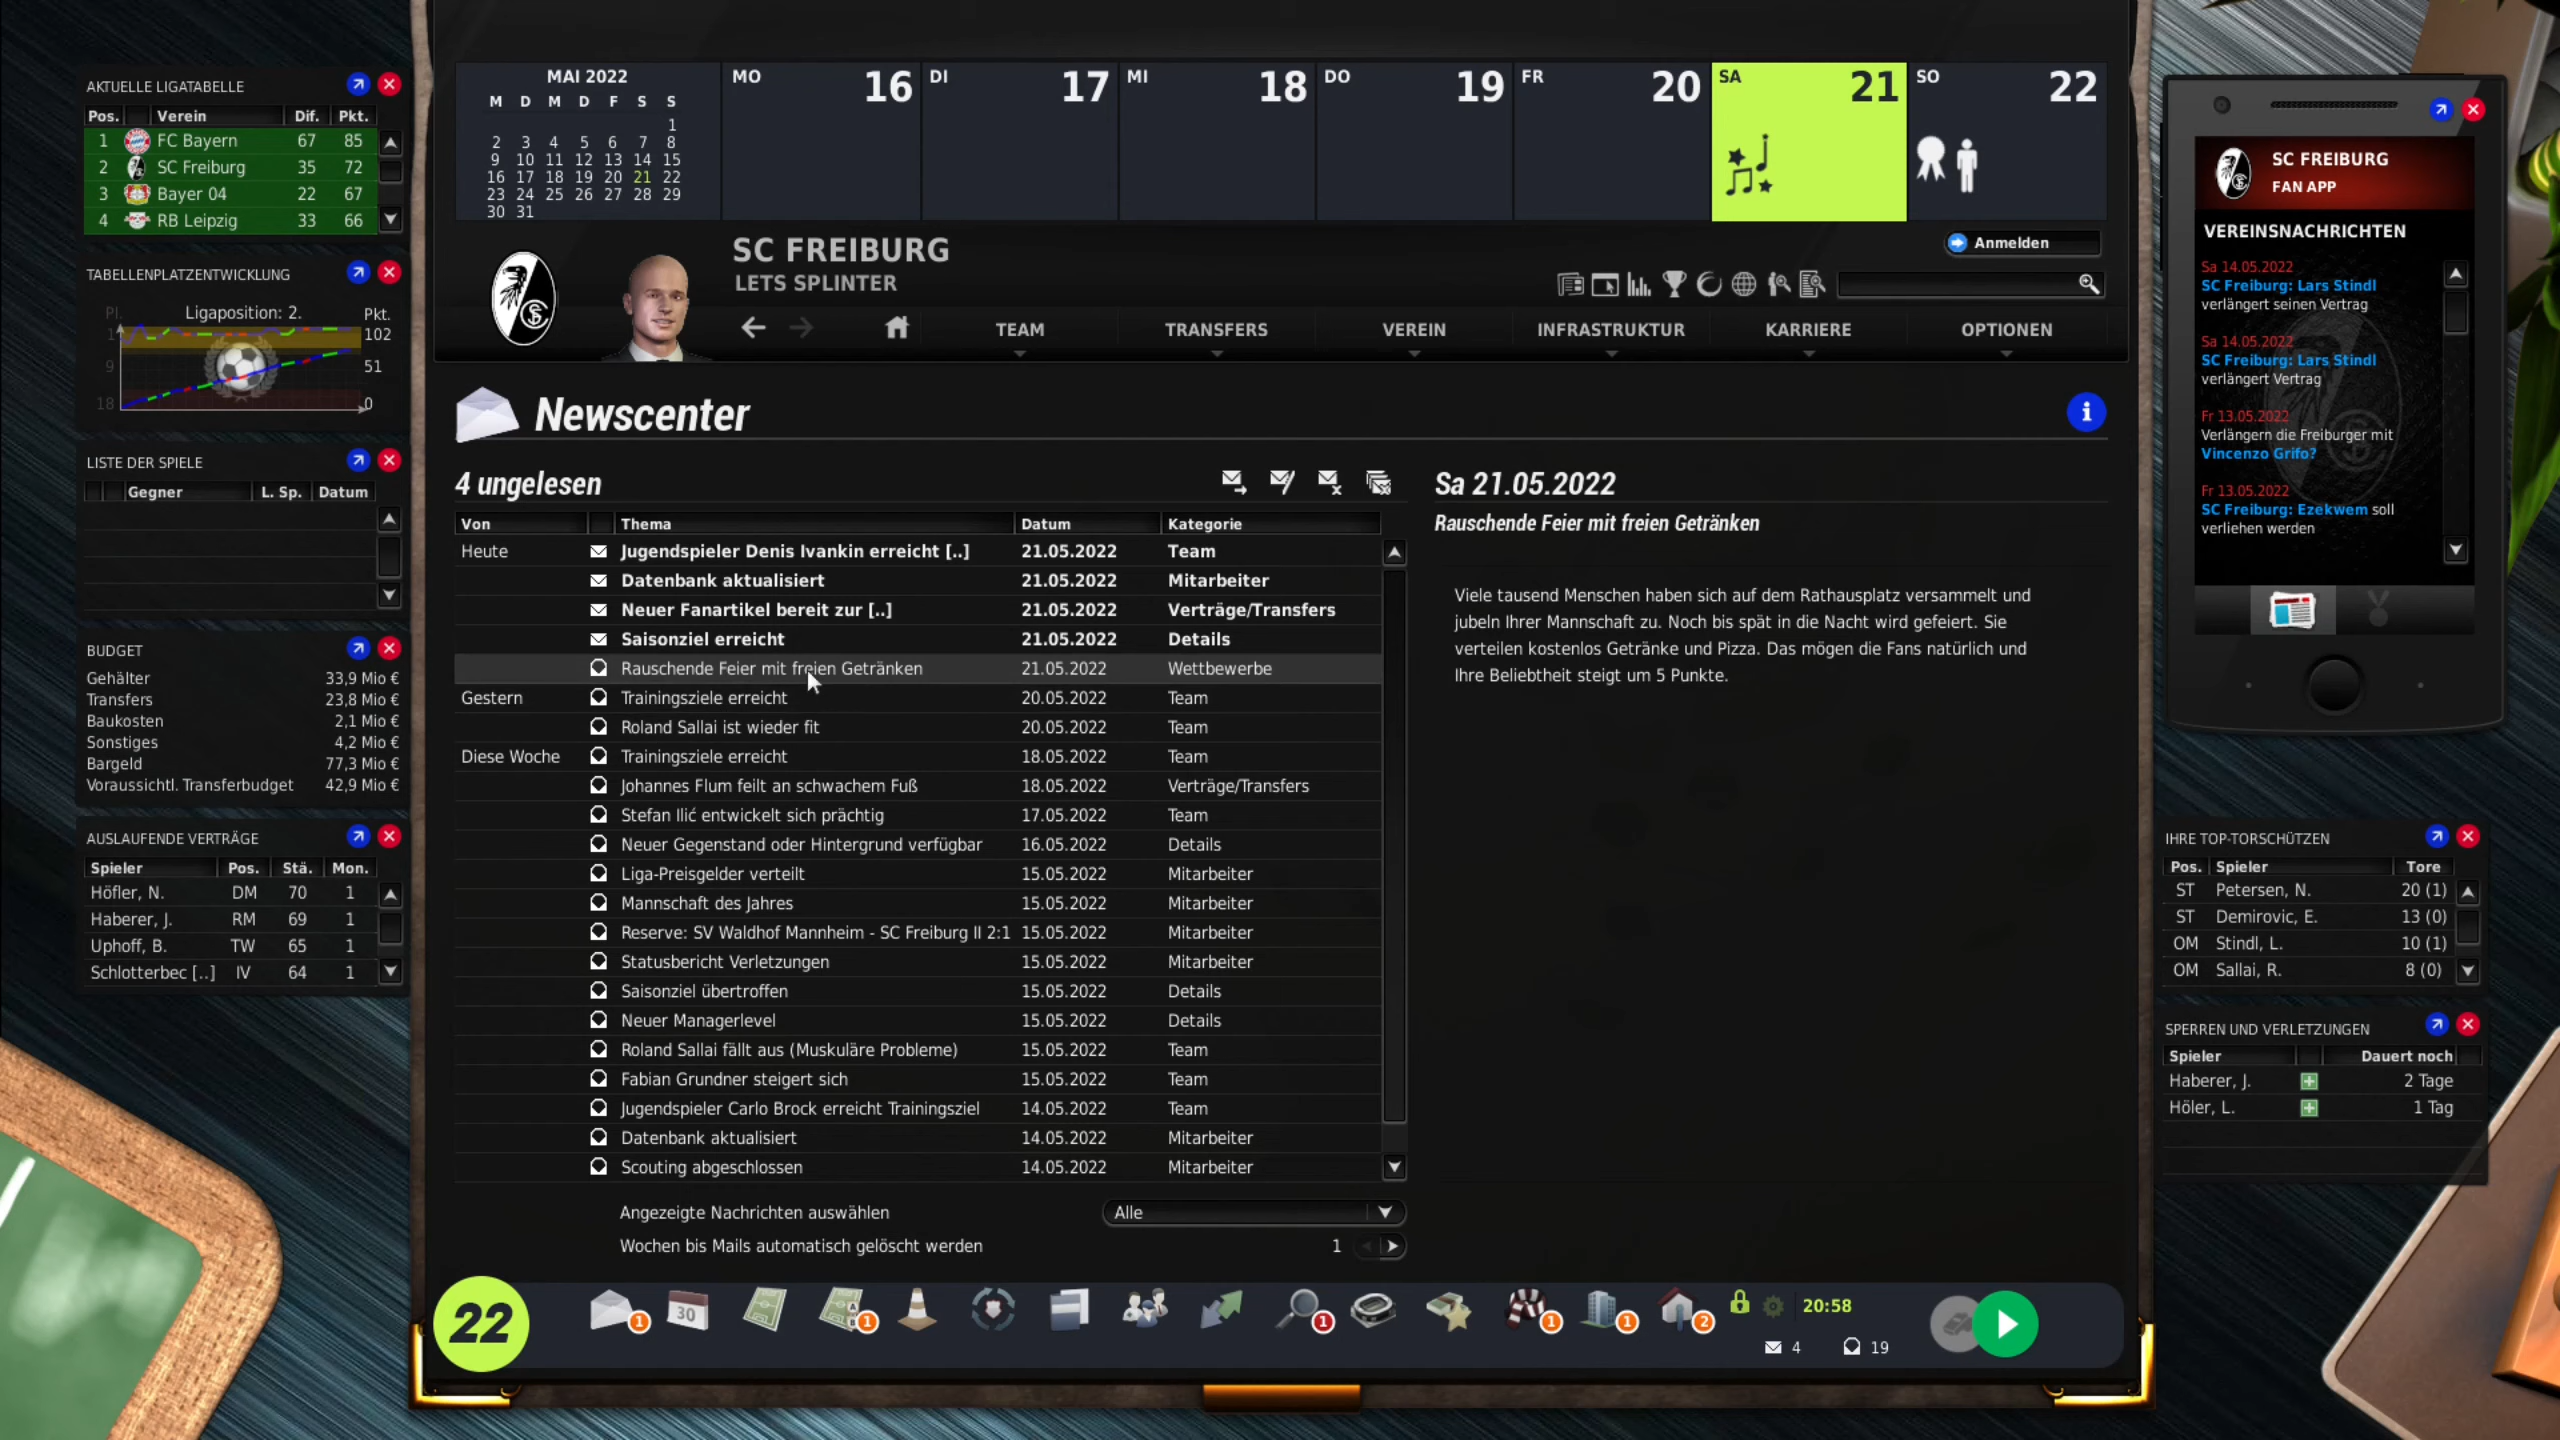 AKTUELLE LIGATABELLE
Pos. Verein Dif. Pkt.
1 FC Bayern 67 85
2 SC Freiburg 35 72
3 Bayer 04 22 67
4 RB Leipzig 33 66
TABELLENPLATZENTWICKLUNG
Pl. Ligaposition: 2. Pkt.
1 102
9 51
18 0
LISTE DER SPIELE
Gegner L. Sp. Datum
BUDGET
Gehälter 33,9 Mio €
Transfers 23,8 Mio €
Baukosten 2,1 Mio €
Sonstiges 4,2 Mio €
Bargeld 77,3 Mio €
Voraussichtl. Transferbudget 42,9 Mio €
AUSLAUFENDE VERTRÄGE
Spieler Pos. Stä. Mon.
Höfler, N. DM 70 1
Haberer, J. RM 69 1
Uphoff, B. TW 65 1
Schlotterbec [..] IV 64 1
MAI 2022
M D M D F S S
1
2 3 4 5 6 7 8
9 10 11 12 13 14 15
16 17 18 19 20 21 22
23 24 25 26 27 28 29
30 31
MO 16 DI 17 MI 18 DO 19 FR 20 SA 21 SO 22
SC FREIBURG
LETS SPLINTER
Anmelden
TEAM TRANSFERS VEREIN INFRASTRUKTUR KARRIERE OPTIONEN
Newscenter
4 ungelesen
Von Thema Datum Kategorie
Heute Jugendspieler Denis Ivankin erreicht [..] 21.05.2022 Team
Datenbank aktualisiert 21.05.2022 Mitarbeiter
Neuer Fanartikel bereit zur [..] 21.05.2022 Verträge/Transfers
Saisonziel erreicht 21.05.2022 Details
Rauschende Feier mit freien Getränken 21.05.2022 Wettbewerbe
Gestern Trainingsziele erreicht 20.05.2022 Team
Roland Sallai ist wieder fit 20.05.2022 Team
Diese Woche Trainingsziele erreicht 18.05.2022 Team
Johannes Flum feilt an schwachem Fuß 18.05.2022 Verträge/Transfers
Stefan Ilić entwickelt sich prächtig 17.05.2022 Team
Neuer Gegenstand oder Hintergrund verfügbar 16.05.2022 Details
Liga-Preisgelder verteilt 15.05.2022 Mitarbeiter
Mannschaft des Jahres 15.05.2022 Mitarbeiter
Reserve: SV Waldhof Mannheim - SC Freiburg II 2:1 15.05.2022 Mitarbeiter
Statusbericht Verletzungen 15.05.2022 Mitarbeiter
Saisonziel übertroffen 15.05.2022 Details
Neuer Managerlevel 15.05.2022 Details
Roland Sallai fällt aus (Muskuläre Probleme) 15.05.2022 Team
Fabian Grundner steigert sich 15.05.2022 Team
Jugendspieler Carlo Brock erreicht Trainingsziel 14.05.2022 Team
Datenbank aktualisiert 14.05.2022 Mitarbeiter
Scouting abgeschlossen 14.05.2022 Mitarbeiter
Angezeigte Nachrichten auswählen Alle
Wochen bis Mails automatisch gelöscht werden 1
Sa 21.05.2022
Rauschende Feier mit freien Getränken
Viele tausend Menschen haben sich auf dem Rathausplatz versammelt und
jubeln Ihrer Mannschaft zu. Noch bis spät in die Nacht wird gefeiert. Sie
verteilen kostenlos Getränke und Pizza. Das mögen die Fans natürlich und
Ihre Beliebtheit steigt um 5 Punkte.
22 1 30 1 1 1 1 2 20:58
4 19
SC FREIBURG
FAN APP
VEREINSNACHRICHTEN
Sa 14.05.2022
SC Freiburg: Lars Stindl
verlängert seinen Vertrag
Sa 14.05.2022
SC Freiburg: Lars Stindl
verlängert Vertrag
Fr 13.05.2022
Verlängern die Freiburger mit
Vincenzo Grifo?
Fr 13.05.2022
SC Freiburg: Ezekwem soll
verliehen werden
IHRE TOP-TORSCHÜTZEN
Pos. Spieler Tore
ST Petersen, N. 20 (1)
ST Demirovic, E. 13 (0)
OM Stindl, L. 10 (1)
OM Sallai, R. 8 (0)
SPERREN UND VERLETZUNGEN
Spieler Dauert noch
Haberer, J. 2 Tage
Höler, L. 1 Tag